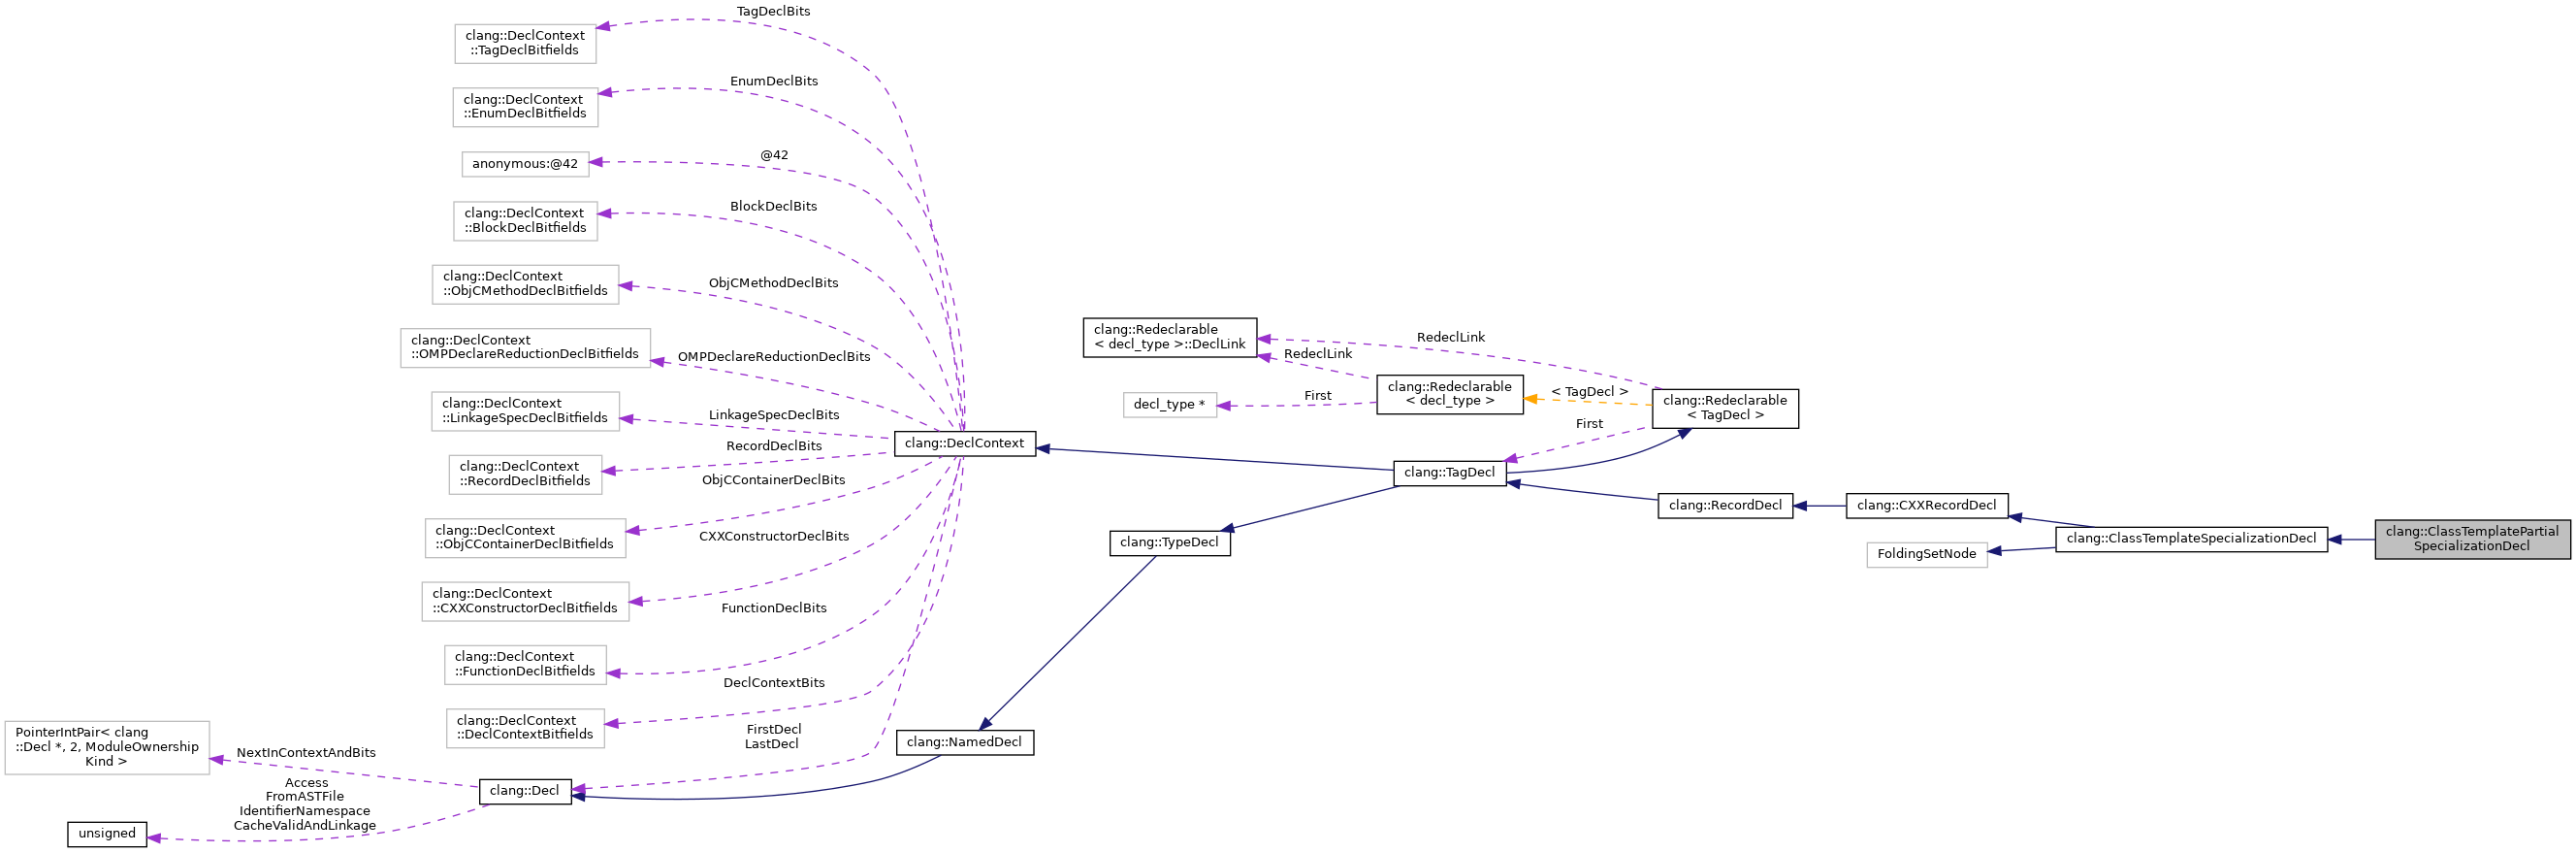 TagDeclBits
clang::DeclContext
::TagDeclBitfields
EnumDeclBits
clang::DeclContext
::EnumDeclBitfields
@42
anonymous:@42
BlockDeclBits
clang::DeclContext
::BlockDeclBitfields
ObjCMethodDeclBits
clang::DeclContext
::ObjCMethodDeclBitfields
OMPDeclareReductionDeclBits
clang::DeclContext
::OMPDeclareReductionDeclBitfields
LinkageSpecDeclBits
clang::DeclContext
::LinkageSpecDeclBitfields
RecordDeclBits
clang::DeclContext
::RecordDeclBitfields
ObjCContainerDeclBits
clang::DeclContext
::ObjCContainerDeclBitfields
CXXConstructorDeclBits
clang::DeclContext
::CXXConstructorDeclBitfields
FunctionDeclBits
clang::DeclContext
::FunctionDeclBitfields
DeclContextBits
clang::DeclContext
::DeclContextBitfields
FirstDecl
LastDecl
PointerIntPair< clang
::Decl *, 2, ModuleOwnership
Kind >
NextInContextAndBits
Access
FromASTFile
IdentifierNamespace
CacheValidAndLinkage
unsigned
clang::Decl
clang::NamedDecl
clang::DeclContext
clang::TypeDecl
clang::Redeclarable
< decl_type >::DeclLink
RedeclLink
RedeclLink
decl_type *
First
clang::Redeclarable
< decl_type >
< TagDecl >
clang::Redeclarable
< TagDecl >
First
clang::TagDecl
clang::RecordDecl
clang::CXXRecordDecl
FoldingSetNode
clang::ClassTemplateSpecializationDecl
clang::ClassTemplatePartial
SpecializationDecl